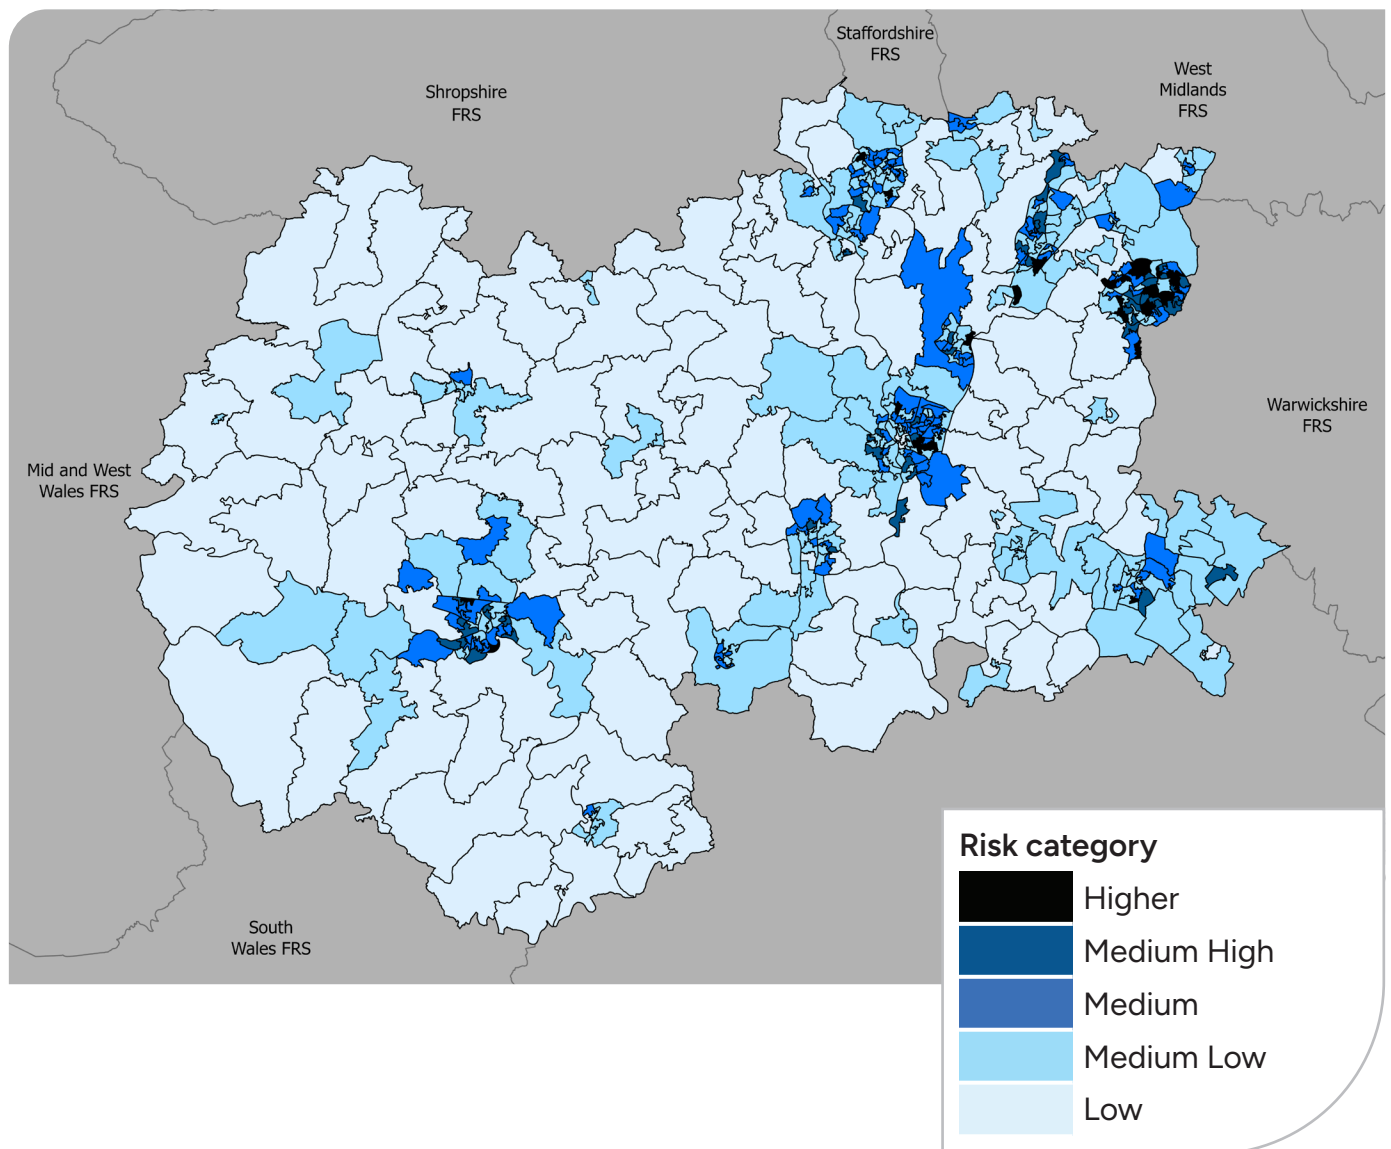 Staffordshire
FRS
West
Midlands
FRS
Shropshire
FRS
Warwickshire
FRS
Mid and West
Wales FRS
South
Wales FRS
Risk category
Higher
Medium High
Medium
Medium Low
Low